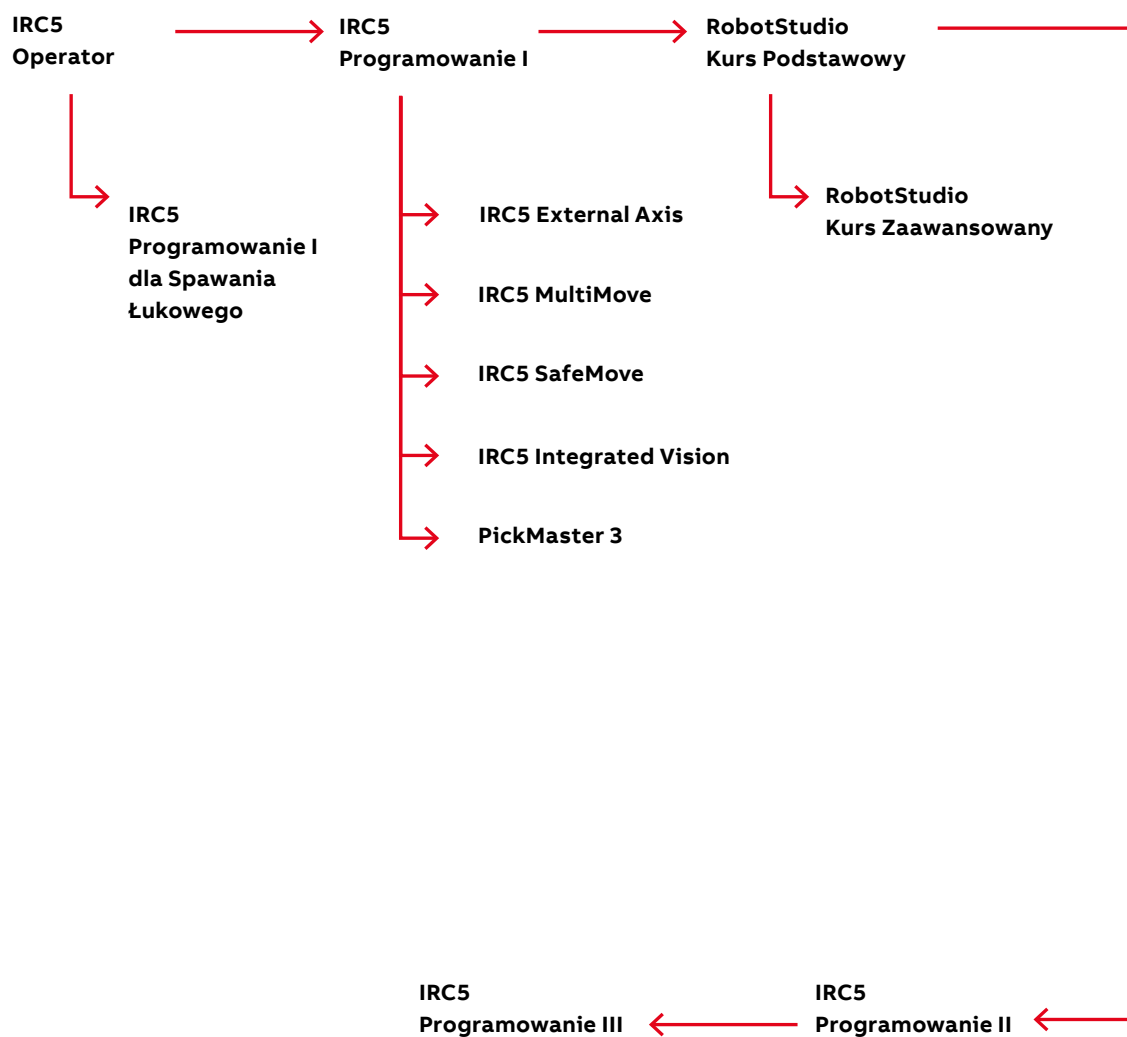 IRC5
Operator
IRC5
Programowanie I
RobotStudio
Kurs Podstawowy
IRC5
Programowanie I
dla Spawania
Łukowego
IRC5 External Axis
IRC5 MultiMove
IRC5 SafeMove
IRC5 Integrated Vision
PickMaster 3
RobotStudio
Kurs Zaawansowany
IRC5
Programowanie III
IRC5
Programowanie II